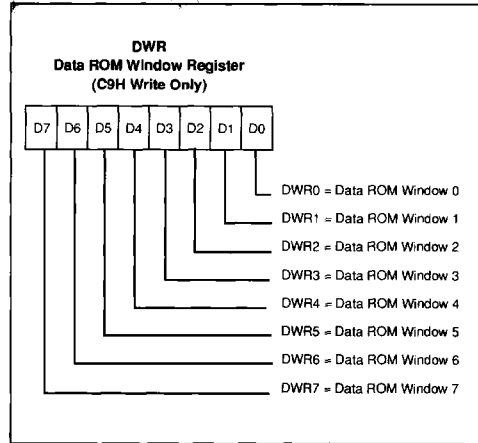 DWR
Data ROM Window Register
(C9H Write Only)
D7 D6 D5 D4 D3 D2 D1 D0
DWR0 = Data ROM Window 0
DWR1 = Data ROM Window 1
DWR2 = Data ROM Window 2
DWR3 = Data ROM Window 3
DWR4 = Data ROM Window 4
DWR5 = Data ROM Window 5
DWR6 = Data ROM Window 6
DWR7 = Data ROM Window 7